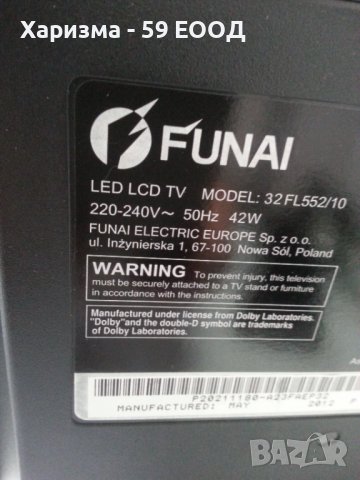 Харизма - 59 ЕООД
FUNAI
LED LCD TV MODEL: 32FL552/10
220-240V~ 50Hz 42W
FUNAI ELECTRIC EUROPE Sp. z o.o.
ul. Inżynierska 1, 67-100 Nowa Sól, Poland
WARNING To prevent injury, this television
must be securely attached to a TV stand or furniture
in accordance with the instructions.
Manufactured under license from Dolby Laboratories.
"Dolby"and the double-D symbol are trademarks
of Dolby Laboratories.
P20211180-A23FAEP32
MANUFACTURED: MAY 2012 P
BAZAR